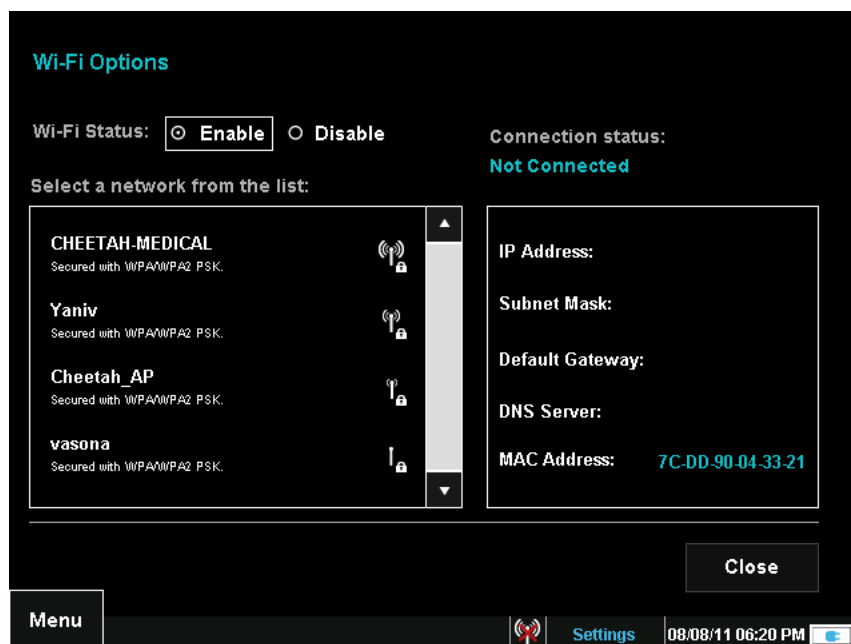 Wi-Fi Options
Wi-Fi Status: Enable Disable
Connection status:
Not Connected
Select a network from the list:
CHEETAH-MEDICAL
Secured with WPA/WPA2 PSK.
Yaniv
Secured with WPA/WPA2 PSK.
Cheetah_AP
Secured with WPA/WPA2 PSK.
vasona
Secured with WPA/WPA2 PSK.
IP Address:
Subnet Mask:
Default Gateway:
DNS Server:
MAC Address: 7C-DD-90-04-33-21
Close
Menu
Settings
08/08/11 06:20 PM